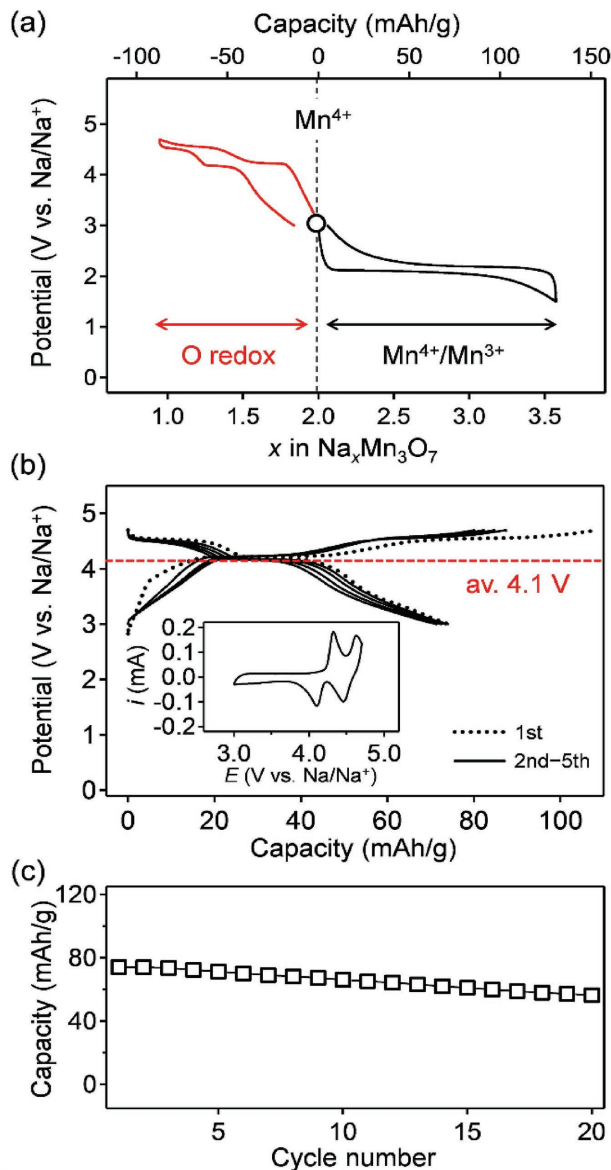 (a)
Capacity (mAh/g)
-100 -50 0 50 100 150
Mn⁴⁺
Potential (V vs. Na/Na⁺)
5
4
3
2
1
0
O redox
Mn⁴⁺/Mn³⁺
1.0 1.5 2.0 2.5 3.0 3.5
x in NaₓMn₃O₇
(b)
Potential (V vs. Na/Na⁺)
5
4
3
2
1
0
av. 4.1 V
i (mA)
0.2
0.1
0.0
-0.1
-0.2
3.0 4.0 5.0
E (V vs. Na/Na⁺)
1st
2nd−5th
0 20 40 60 80 100
Capacity (mAh/g)
(c)
Capacity (mAh/g)
120
80
60
0
5 10 15 20
Cycle number